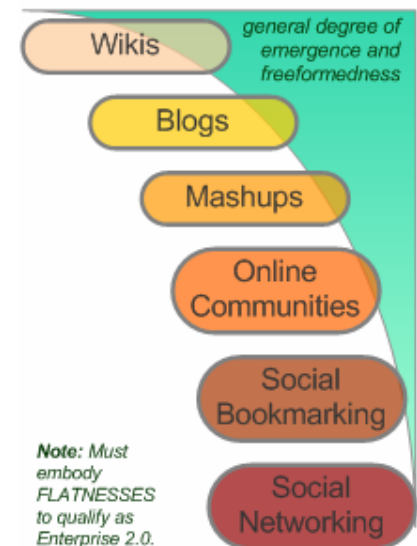 general degree of
emergence and
freeformedness
Wikis
Blogs
Mashups
Online
Communities
Social
Bookmarking
Social
Networking
Note: Must
embody
FLATNESSES
to qualify as
Enterprise 2.0.